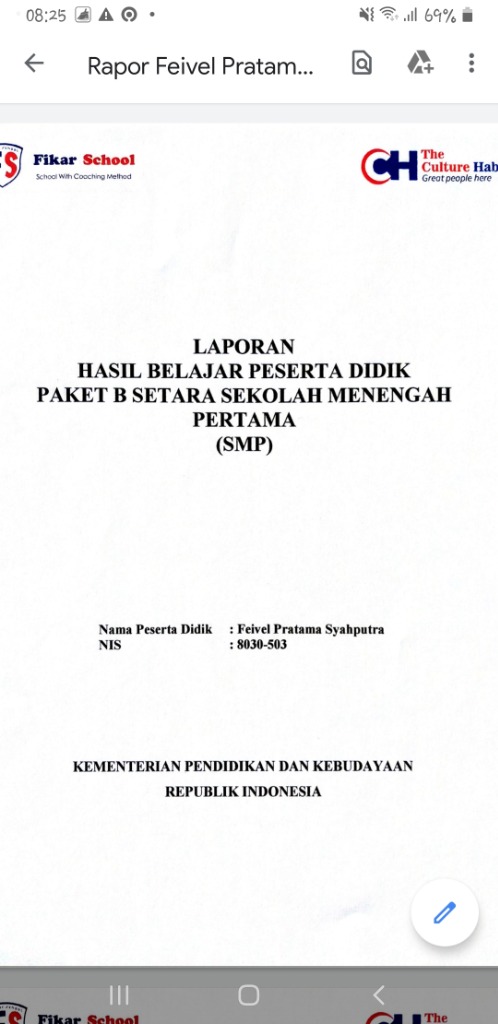 08:25
69%
Rapor Feivel Pratam...
Fikar School
School With Coaching Method
CH The
Culture Hab
Great people here
LAPORAN
HASIL BELAJAR PESERTA DIDIK
PAKET B SETARA SEKOLAH MENENGAH
PERTAMA
(SMP)
Nama Peserta Didik : Feivel Pratama Syahputra
NIS : 8030-503
KEMENTERIAN PENDIDIKAN DAN KEBUDAYAAN
REPUBLIK INDONESIA
Fikar School
The